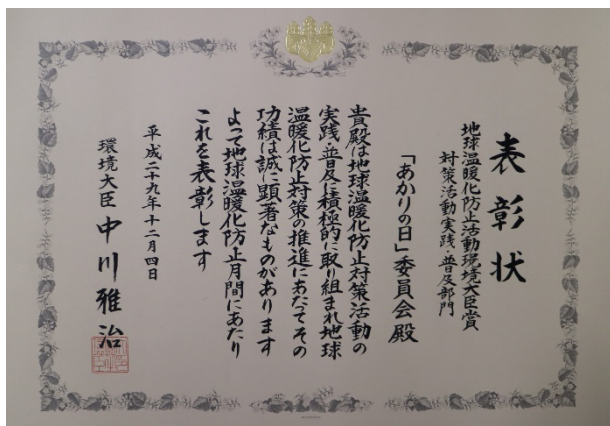 表彰状
地球温暖化防止活動環境大臣賞
対策活動実践・普及部門
「あかりの日」委員会殿
貴殿は地球温暖化防止対策活動の
実践・普及に積極的に取り組まれ地球
温暖化防止対策の推進にあたてその
功績は誠に顕著なものがあります
よって地球温暖化防止月間にあたり
これを表彰します
平成二十九年十二月四日
環境大臣 中川雅治